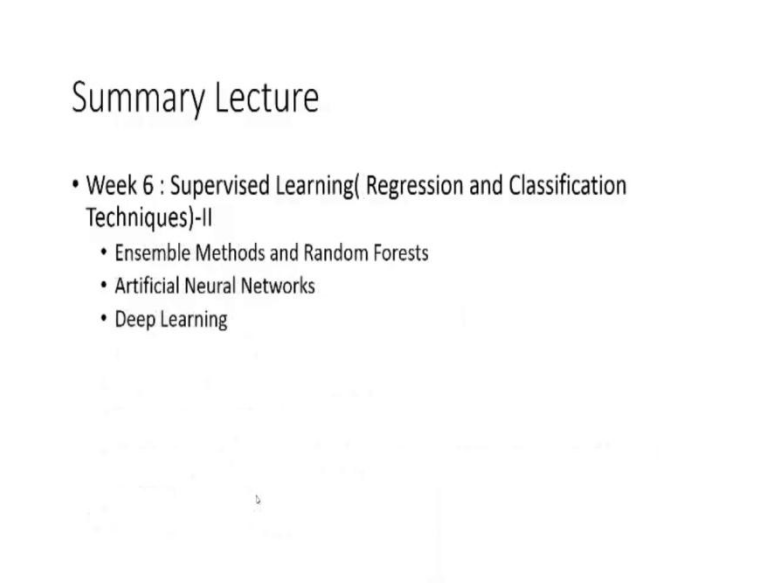 Summary Lecture
• Week 6 : Supervised Learning( Regression and Classification
Techniques)-II
• Ensemble Methods and Random Forests
• Artificial Neural Networks
• Deep Learning